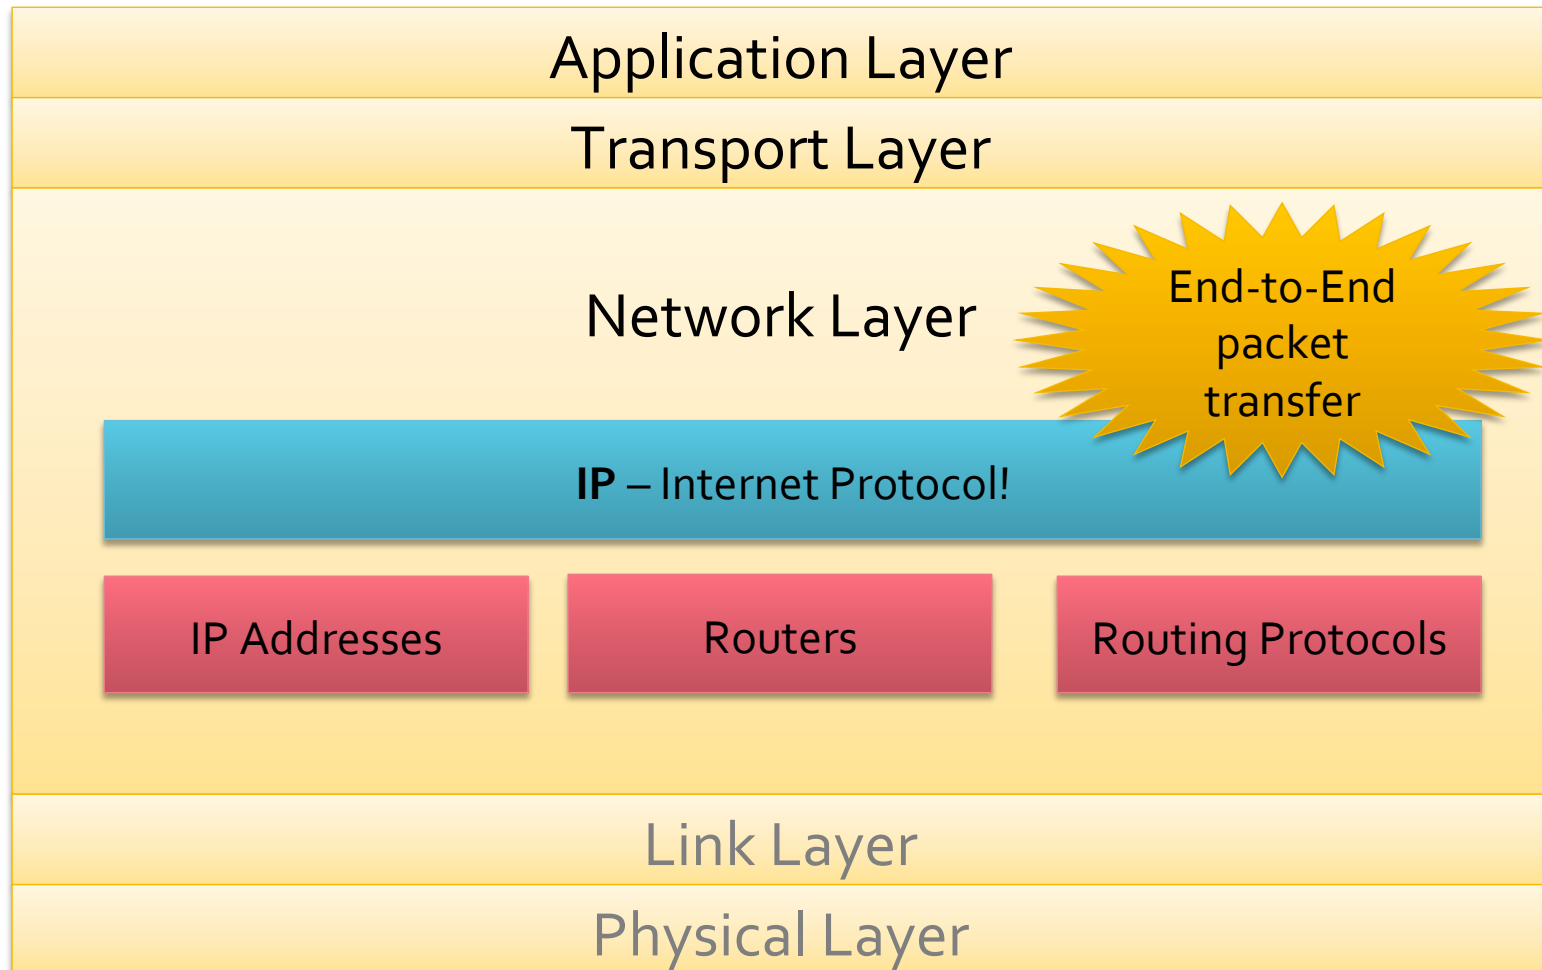 Application Layer
Transport Layer
Network Layer
End-to-End
packet
transfer
IP – Internet Protocol!
IP Addresses
Routers
Routing Protocols
Link Layer
Physical Layer